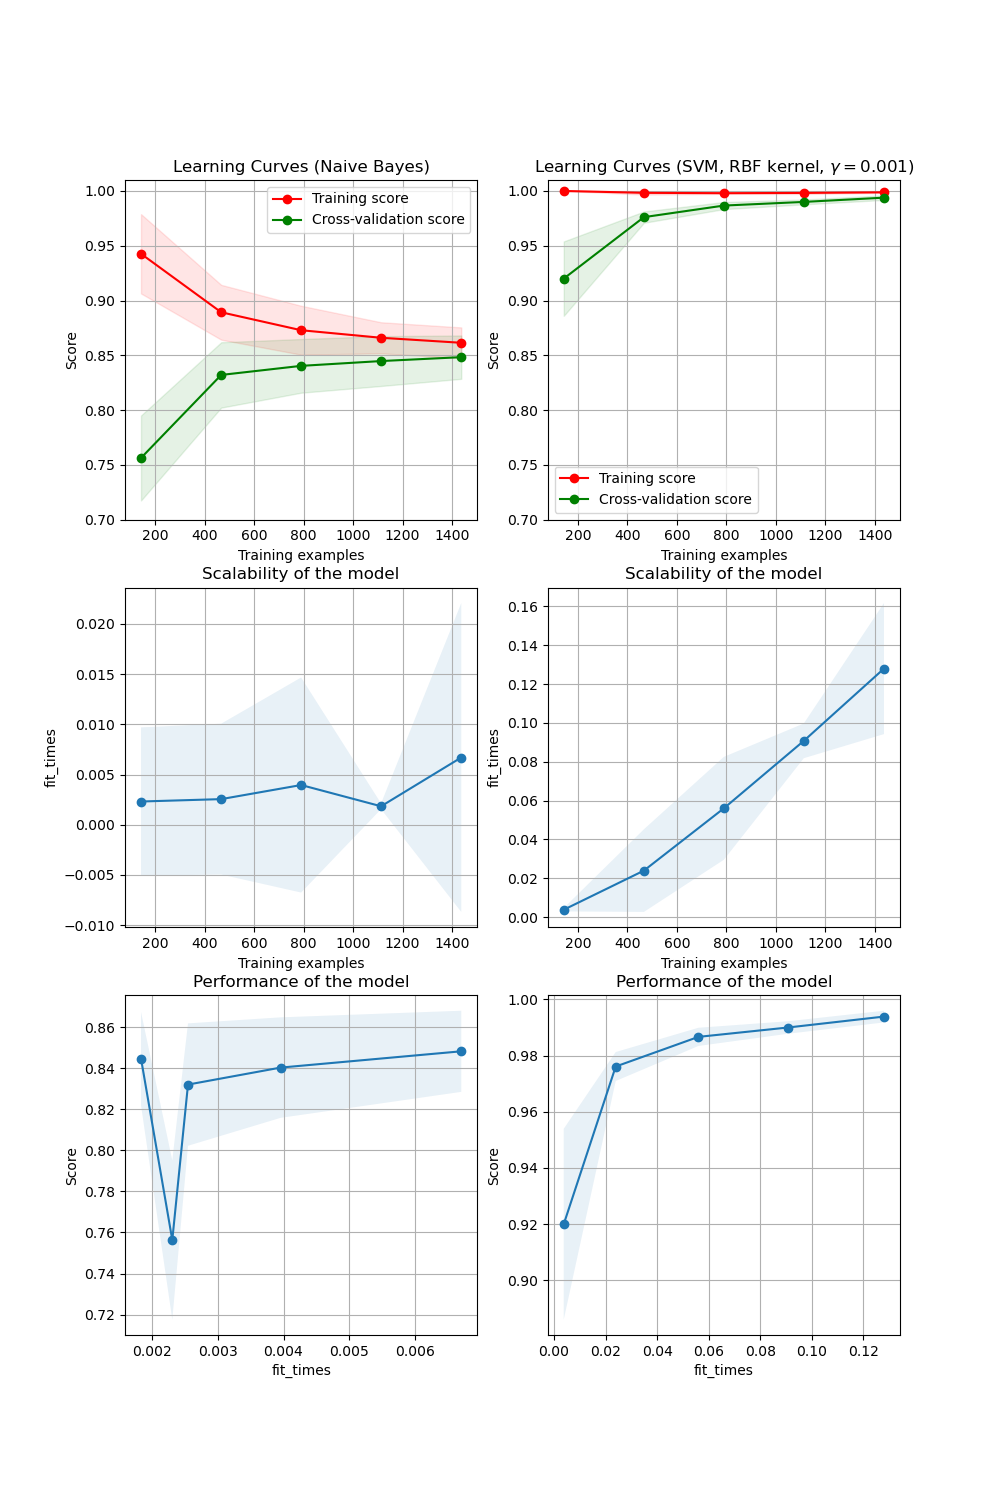 Learning Curves (Naive Bayes)
1.00
0.95
0.90
0.85
0.80
0.75
0.70
Score
Training score
Cross-validation score
200 400 600 800 1000 1200 1400
Training examples
Learning Curves (SVM, RBF kernel, γ = 0.001)
1.00
0.95
0.90
0.85
0.80
0.75
0.70
Score
Training score
Cross-validation score
200 400 600 800 1000 1200 1400
Training examples
Scalability of the model
0.020
0.015
0.010
0.005
0.000
−0.005
−0.010
fit_times
200 400 600 800 1000 1200 1400
Training examples
Scalability of the model
0.16
0.14
0.12
0.10
0.08
0.06
0.04
0.02
0.00
fit_times
200 400 600 800 1000 1200 1400
Training examples
Performance of the model
0.86
0.84
0.82
0.80
0.78
0.76
0.74
0.72
Score
0.002 0.003 0.004 0.005 0.006
fit_times
Performance of the model
1.00
0.98
0.96
0.94
0.92
0.90
Score
0.00 0.02 0.04 0.06 0.08 0.10 0.12
fit_times